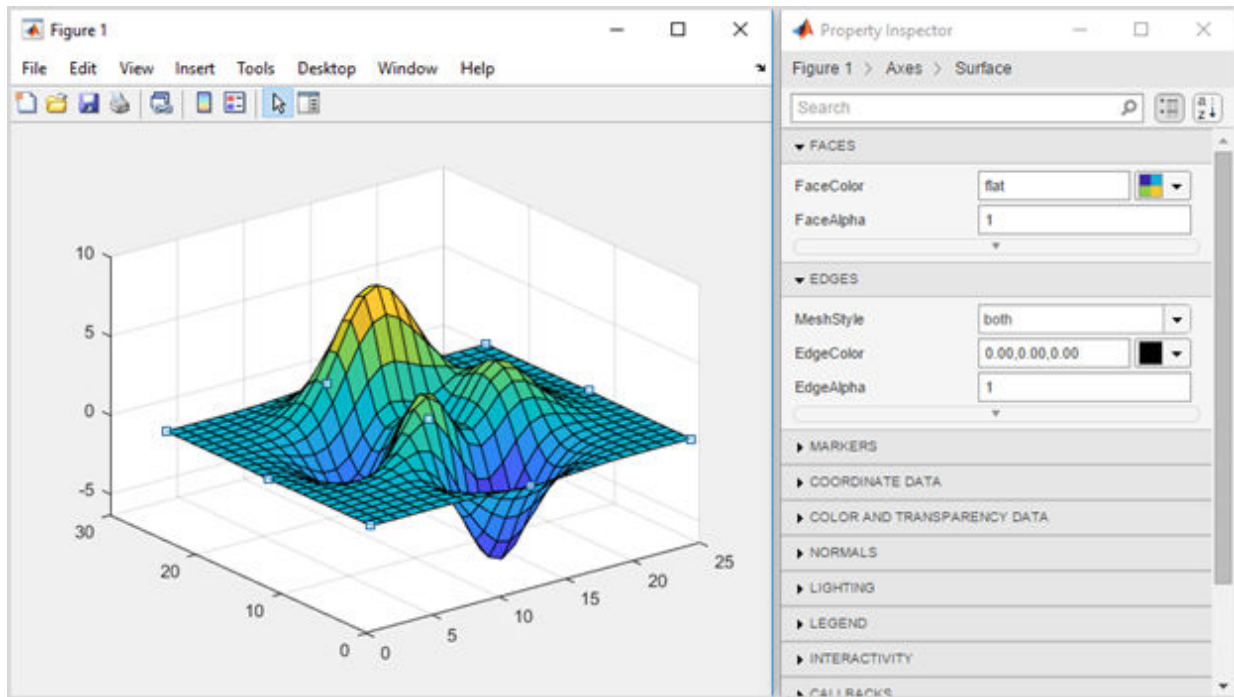 Figure 1
File Edit View Insert Tools Desktop Window Help
10
5
0
-5
30
20
10
0
0
5
10
15
20
25
Property Inspector
Figure 1 > Axes > Surface
Search
FACES
FaceColor flat
FaceAlpha 1
EDGES
MeshStyle both
EdgeColor 0.00,0.00,0.00
EdgeAlpha 1
MARKERS
COORDINATE DATA
COLOR AND TRANSPARENCY DATA
NORMALS
LIGHTING
LEGEND
INTERACTIVITY
CALLBACKS